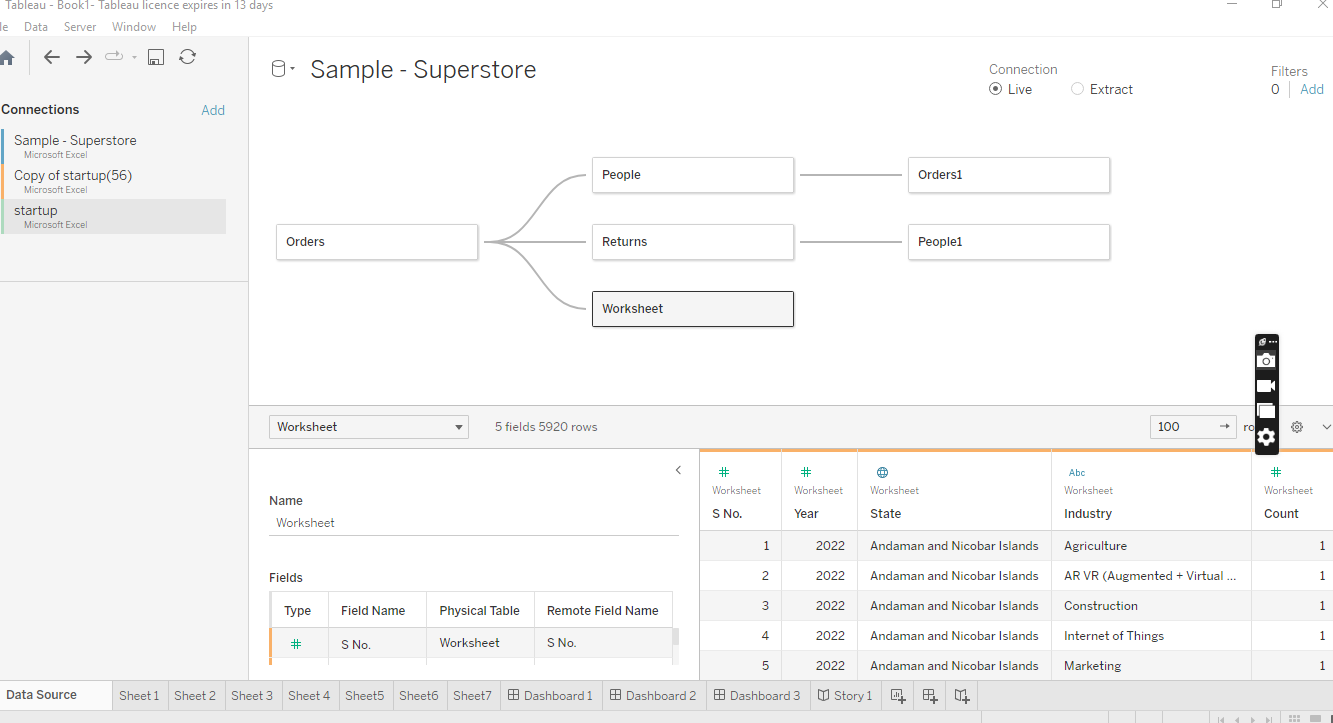 Tableau - Book1- Tableau licence expires in 13 days
le Data Server Window Help
Connections Add
Sample - Superstore
Microsoft Excel
Copy of startup(56)
Microsoft Excel
startup
Microsoft Excel
Sample - Superstore
Connection
Live Extract
Filters
0 Add
People Orders1
Orders Returns People1
Worksheet
Worksheet 5 fields 5920 rows 100 ro
Name
Worksheet
Fields
Type Field Name Physical Table Remote Field Name
# S No. Worksheet S No.
# # Abc #
Worksheet Worksheet Worksheet Worksheet Worksheet
S No. Year State Industry Count
1 2022 Andaman and Nicobar Islands Agriculture 1
2 2022 Andaman and Nicobar Islands AR VR (Augmented + Virtual ... 1
3 2022 Andaman and Nicobar Islands Construction 1
4 2022 Andaman and Nicobar Islands Internet of Things 1
5 2022 Andaman and Nicobar Islands Marketing 1
Data Source Sheet 1 Sheet 2 Sheet 3 Sheet 4 Sheet5 Sheet6 Sheet7 Dashboard 1 Dashboard 2 Dashboard 3 Story 1